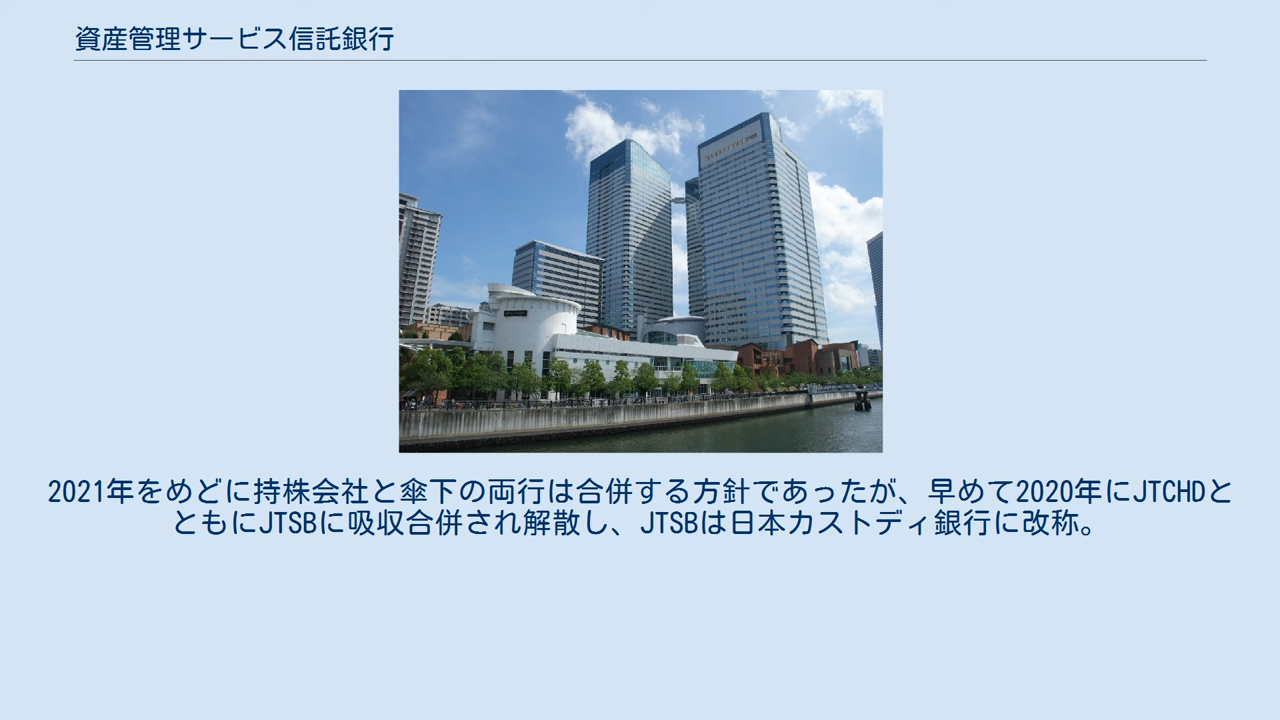 資産管理サービス信託銀行
2021年をめどに持株会社と傘下の両行は合併する方針であったが、早めて2020年にJTCHDと
ともにJTSBに吸収合併され解散し、JTSBは日本カストディ銀行に改称。